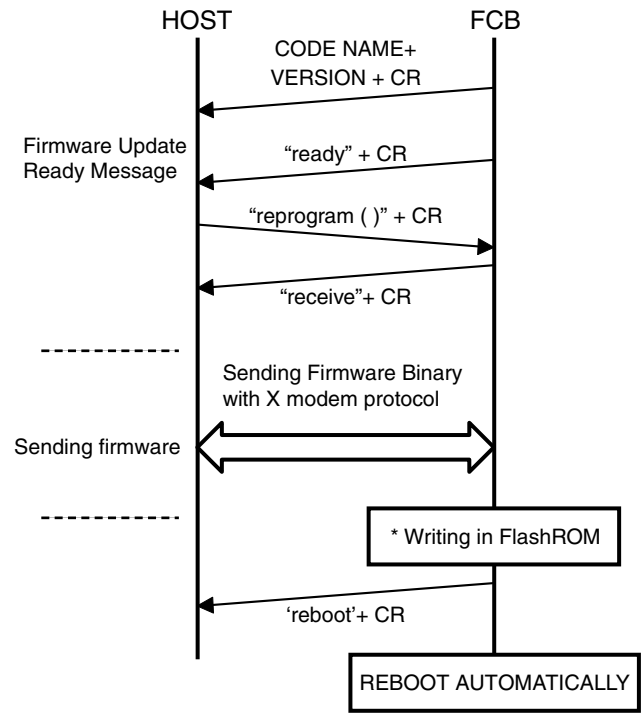 HOST
FCB
CODE NAME+
VERSION + CR
Firmware Update
Ready Message
“ready” + CR
“reprogram ( )” + CR
“receive”+ CR
Sending Firmware Binary
with X modem protocol
Sending firmware
* Writing in FlashROM
‘reboot’+ CR
REBOOT AUTOMATICALLY